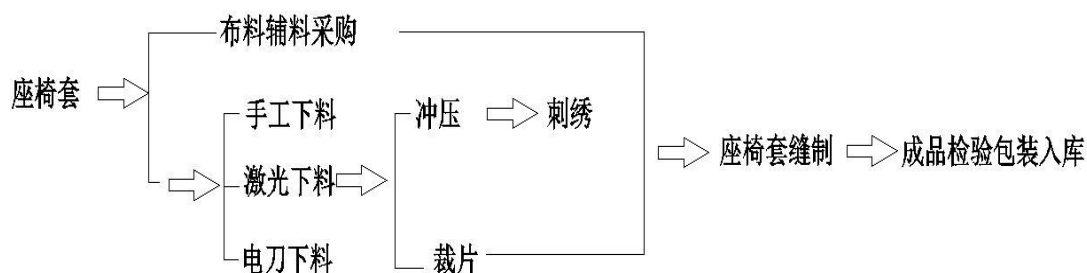 布料辅料采购
座椅套
手工下料
冲压
刺绣
激光下料
座椅套缝制
成品检验包装入库
电刀下料
裁片